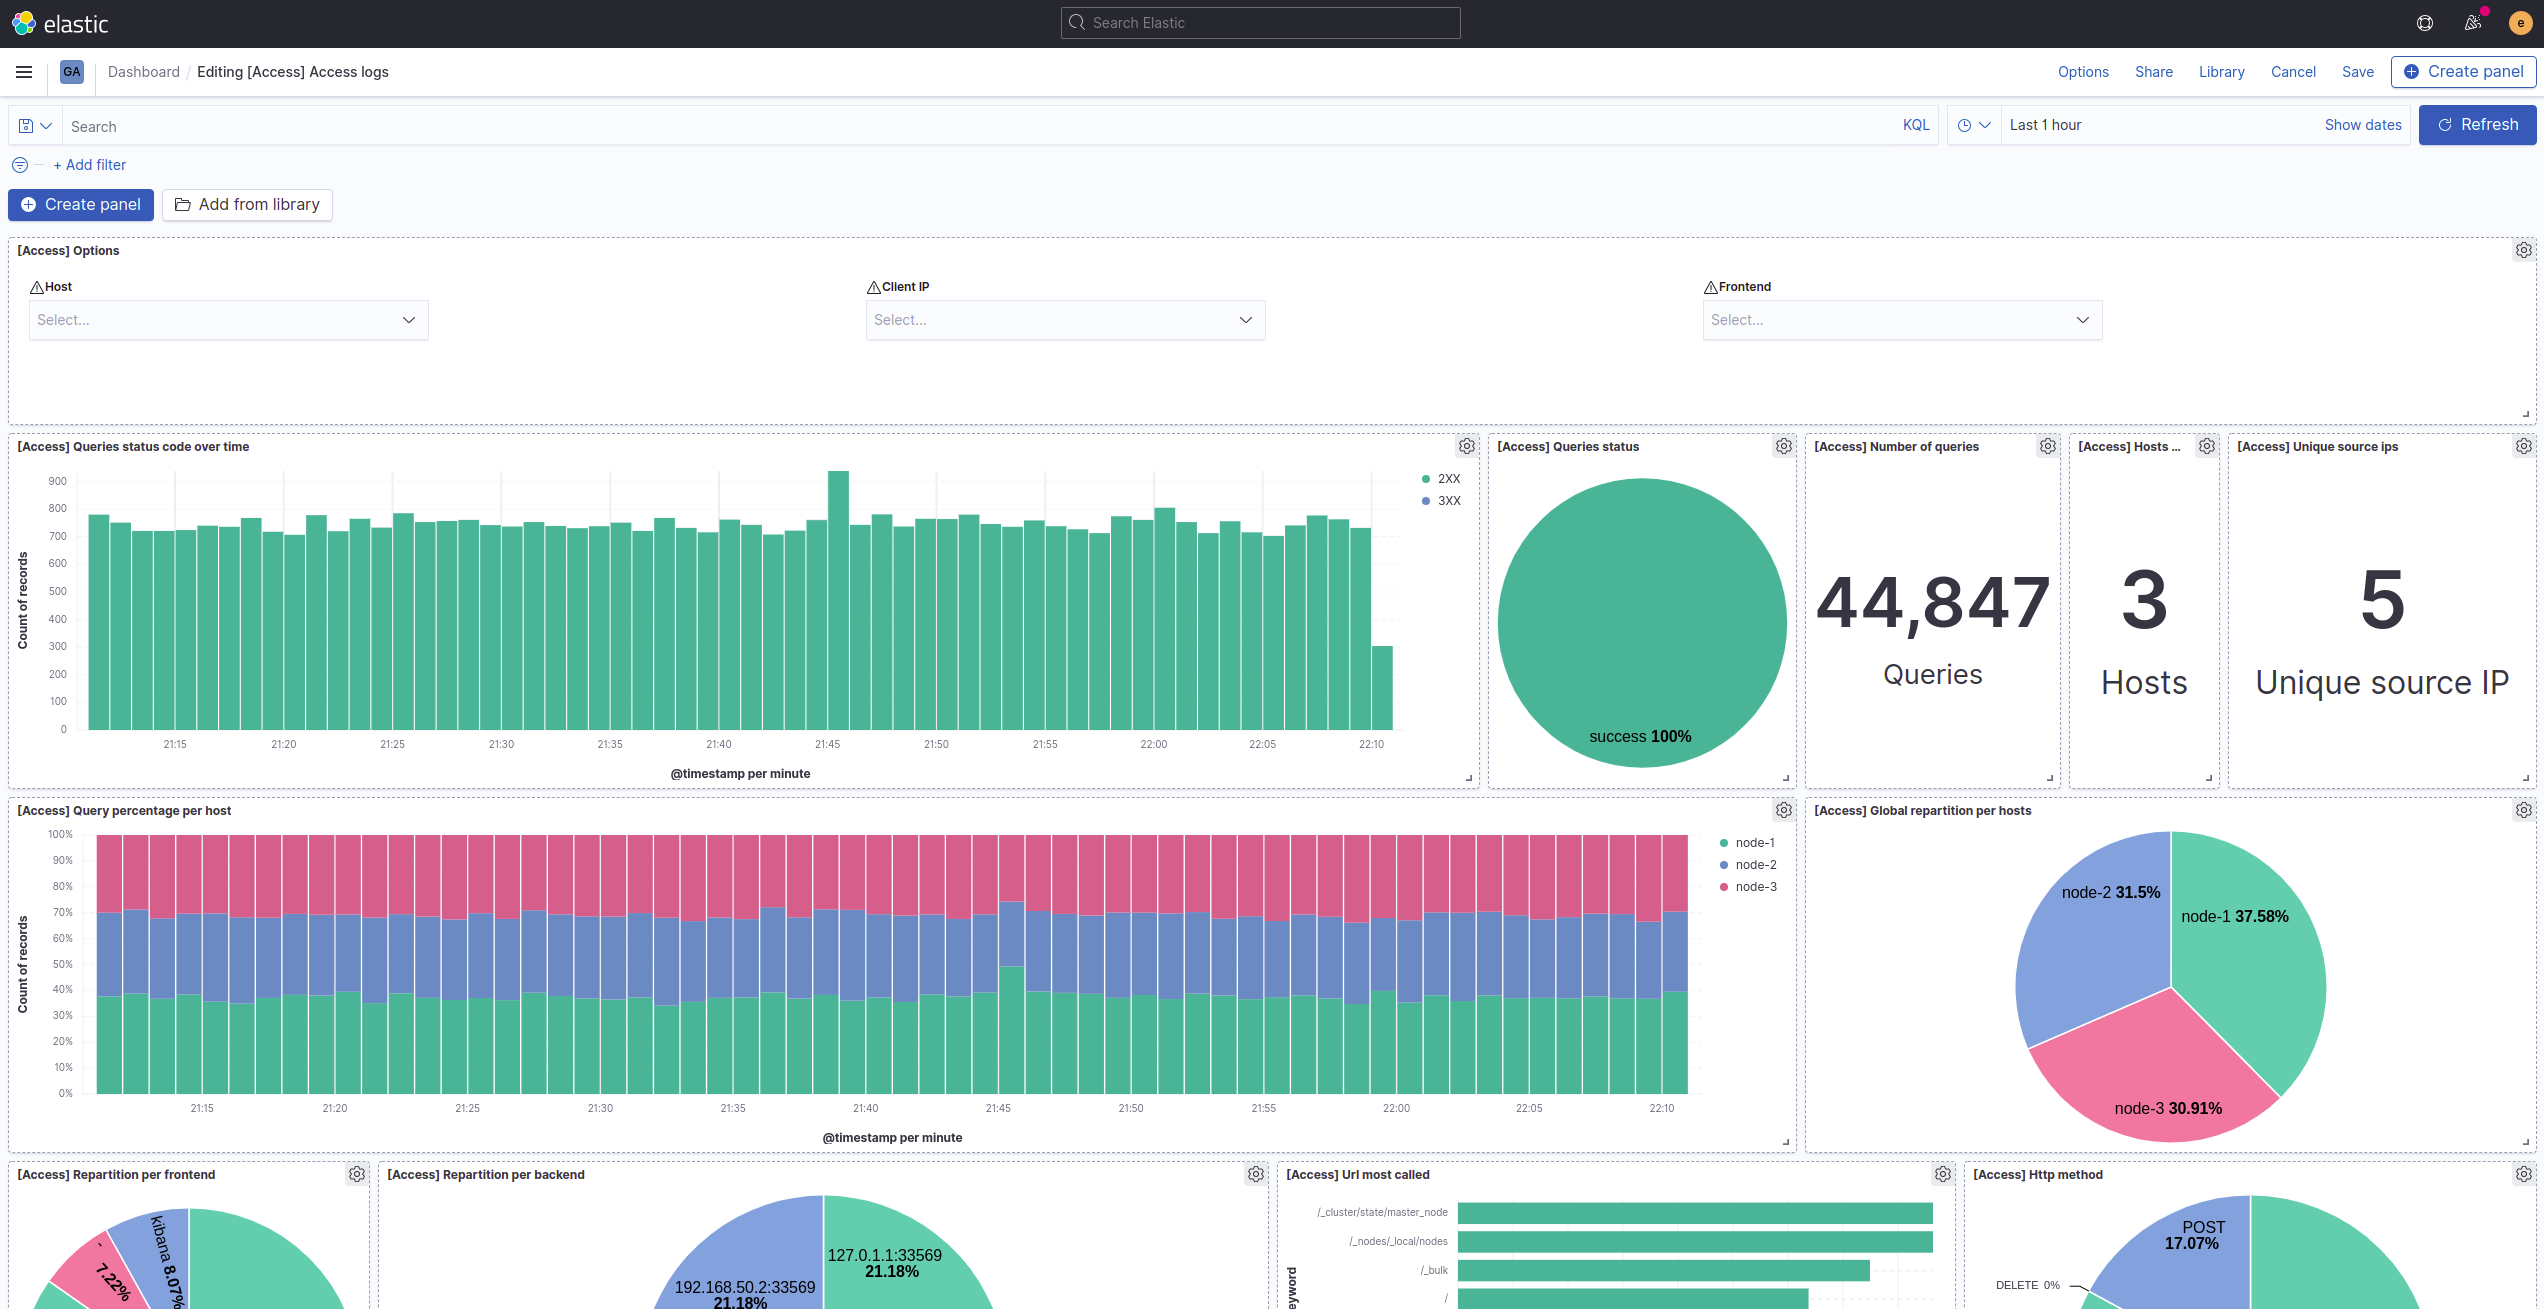 elastic
Search Elastic
e
GA
Dashboard / Editing [Access] Access logs
Options
Share
Library
Cancel
Save
Create panel
Search
KQL
Last 1 hour
Show dates
Refresh
+ Add filter
Create panel
Add from library
[Access] Options
Host
Client IP
Frontend
Select...
Select...
Select...
[Access] Queries status code over time
900
800
700
600
500
400
300
200
100
0
Count of records
21:15
21:20
21:25
21:30
21:35
21:40
21:45
21:50
21:55
22:00
22:05
22:10
@timestamp per minute
2XX
3XX
[Access] Queries status
success 100%
[Access] Number of queries
44,847
Queries
[Access] Hosts ...
3
Hosts
[Access] Unique source ips
5
Unique source IP
[Access] Query percentage per host
100%
90%
80%
70%
60%
50%
40%
30%
20%
10%
0%
Count of records
21:15
21:20
21:25
21:30
21:35
21:40
21:45
21:50
21:55
22:00
22:05
22:10
@timestamp per minute
node-1
node-2
node-3
[Access] Global repartition per hosts
node-2 31.5%
node-1 37.58%
node-3 30.91%
[Access] Repartition per frontend
kibana 8.07%
- 7.22%
[Access] Repartition per backend
127.0.1.1:33569
21.18%
192.168.50.2:33569
21.18%
[Access] Url most called
/_cluster/state/master_node
/_nodes/_local/nodes
/_bulk
/
[Access] Http method
POST
17.07%
DELETE 0%